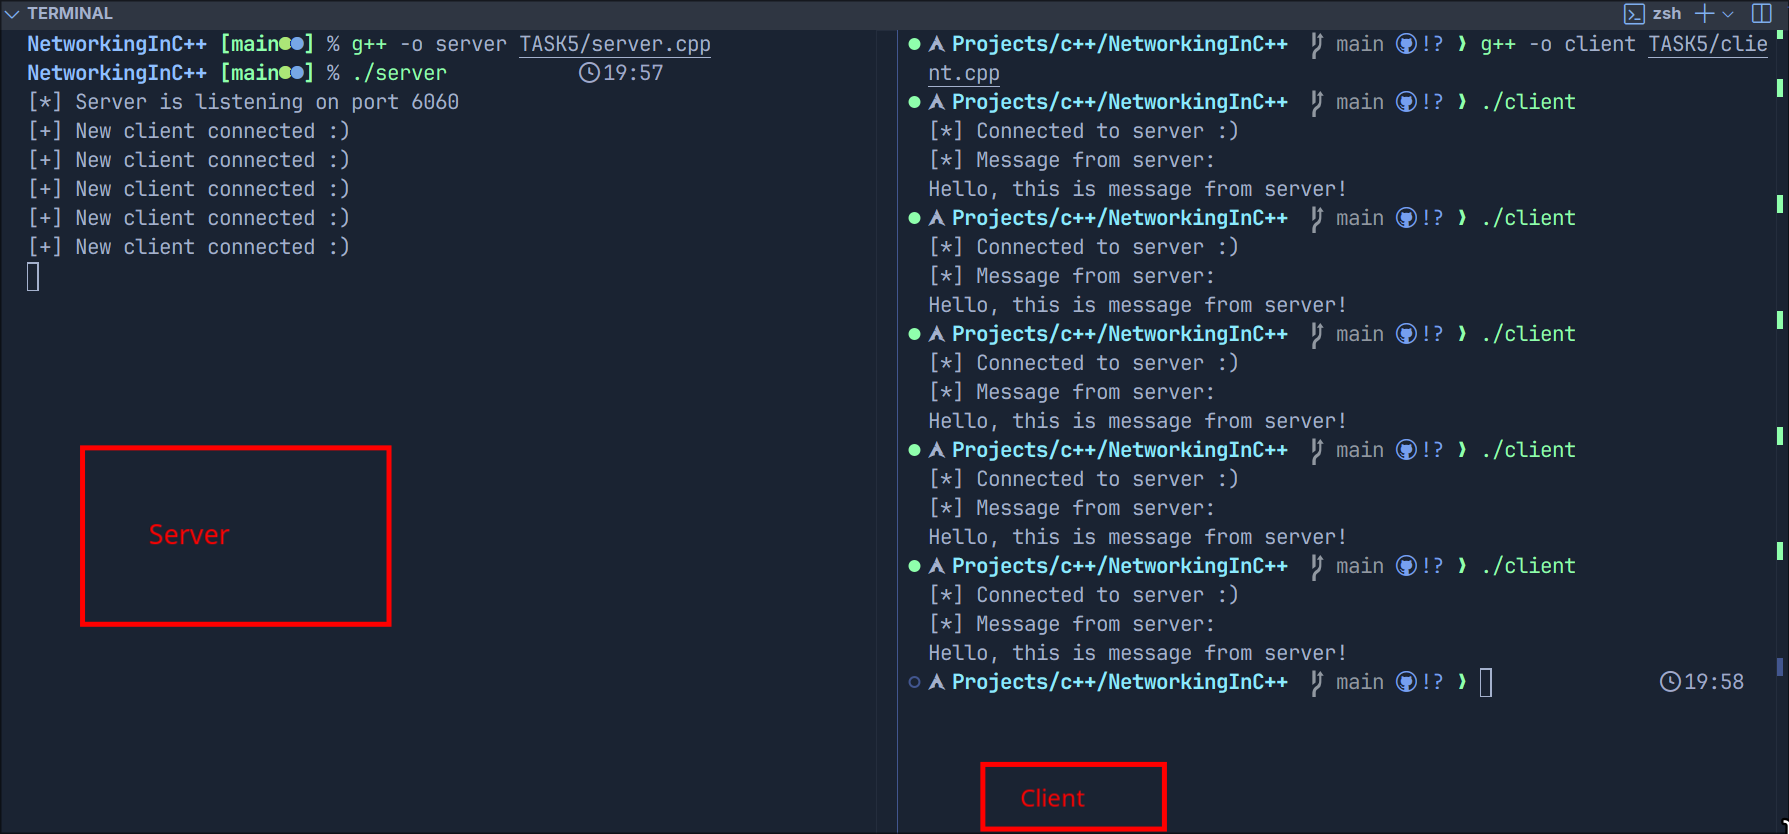 TERMINAL
zsh
NetworkingInC++ [main] % g++ -o server TASK5/server.cpp
NetworkingInC++ [main] % ./server 19:57
[*] Server is listening on port 6060
[+] New client connected :)
[+] New client connected :)
[+] New client connected :)
[+] New client connected :)
[+] New client connected :)
Server
Projects/c++/NetworkingInC++ main !? ❯ g++ -o client TASK5/clie
nt.cpp
Projects/c++/NetworkingInC++ main !? ❯ ./client
[*] Connected to server :)
[*] Message from server:
Hello, this is message from server!
Projects/c++/NetworkingInC++ main !? ❯ ./client
[*] Connected to server :)
[*] Message from server:
Hello, this is message from server!
Projects/c++/NetworkingInC++ main !? ❯ ./client
[*] Connected to server :)
[*] Message from server:
Hello, this is message from server!
Projects/c++/NetworkingInC++ main !? ❯ ./client
[*] Connected to server :)
[*] Message from server:
Hello, this is message from server!
Projects/c++/NetworkingInC++ main !? ❯ ./client
[*] Connected to server :)
[*] Message from server:
Hello, this is message from server!
Projects/c++/NetworkingInC++ main !? ❯ 19:58
Client